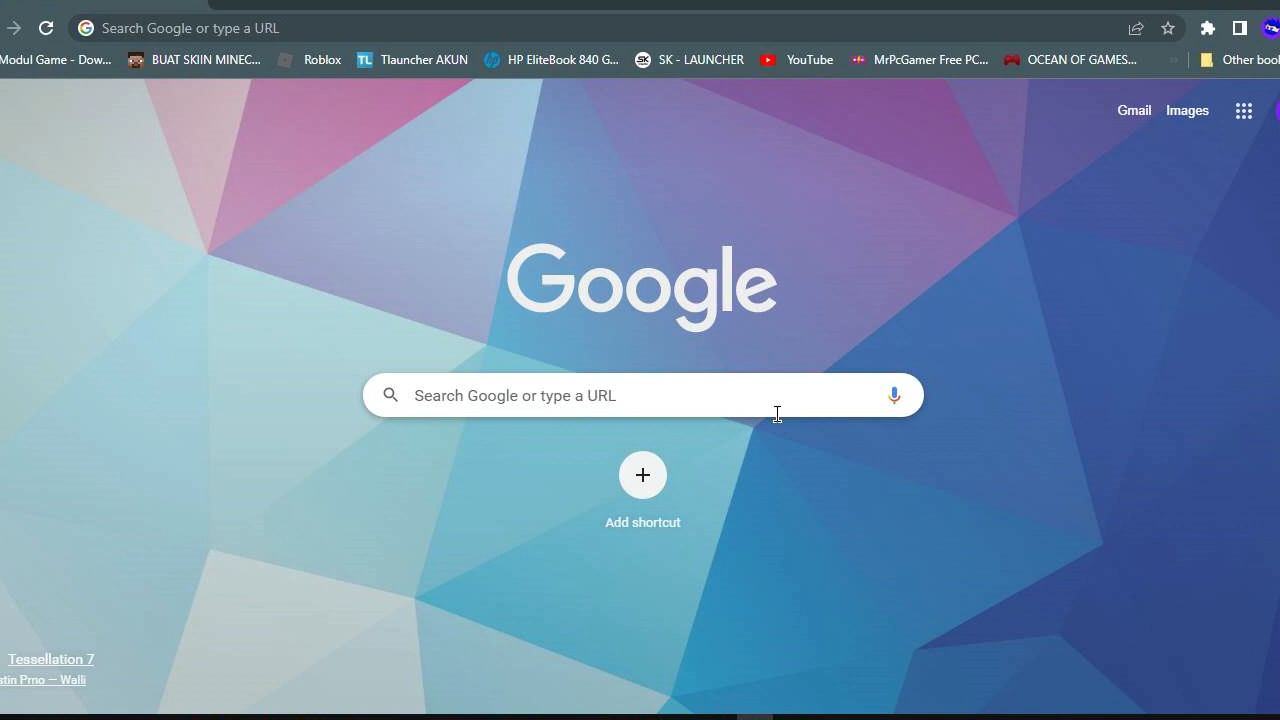 Search Google or type a URL
Modul Game - Dow... BUAT SKIIN MINEC... Roblox Tlauncher AKUN HP EliteBook 840 G... SK - LAUNCHER YouTube MrPcGamer Free PC... OCEAN OF GAMES... Other book
Gmail Images
Google
Search Google or type a URL
Add shortcut
Tessellation 7
stin Prno — Walli